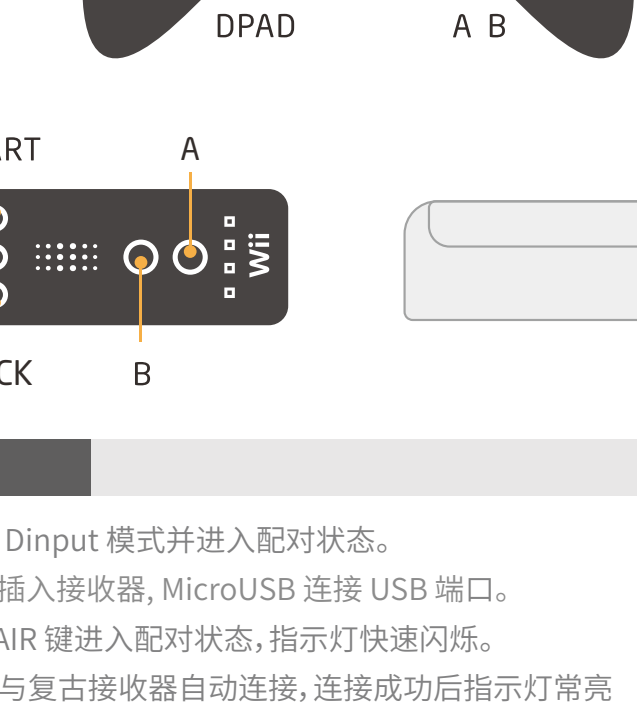 DPAD
A B
ART
A
Wii
CK
B
Dinput 模式并进入配对状态。
插入接收器, MicroUSB 连接 USB 端口。
AIR 键进入配对状态,指示灯快速闪烁。
与复古接收器自动连接,连接成功后指示灯常亮